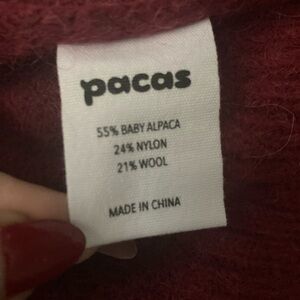 pacas
55% BABY ALPACA
24% NYLON
21% WOOL
MADE IN CHINA